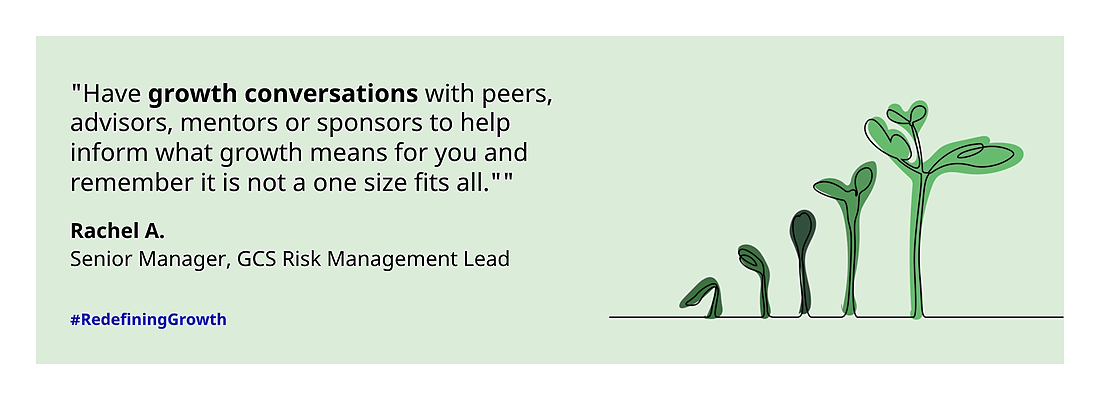 "Have growth conversations with peers,
advisors, mentors or sponsors to help
inform what growth means for you and
remember it is not a one size fits all.""
Rachel A.
Senior Manager, GCS Risk Management Lead
#RedefiningGrowth